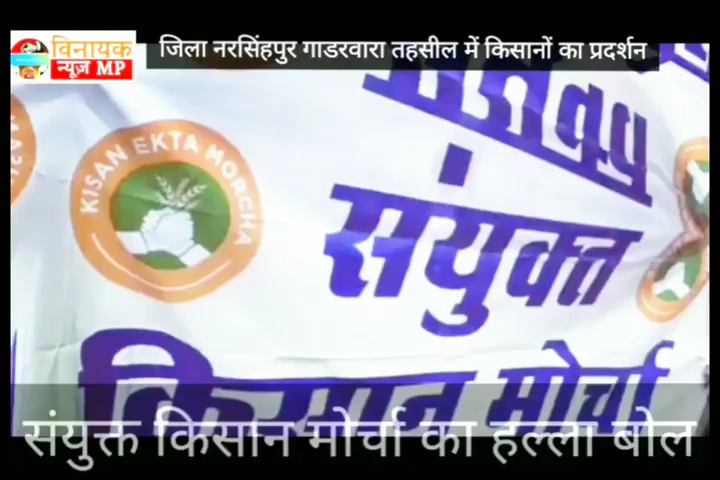 विनायक
न्यूज़ MP
जिला नरसिंहपुर गाडरवारा तहसील में किसानों का प्रदर्शन
KISAN EKTA MORCHA
संयुक्त
किसान मोर्चा
संयुक्त किसान मोर्चा का हल्ला बोल